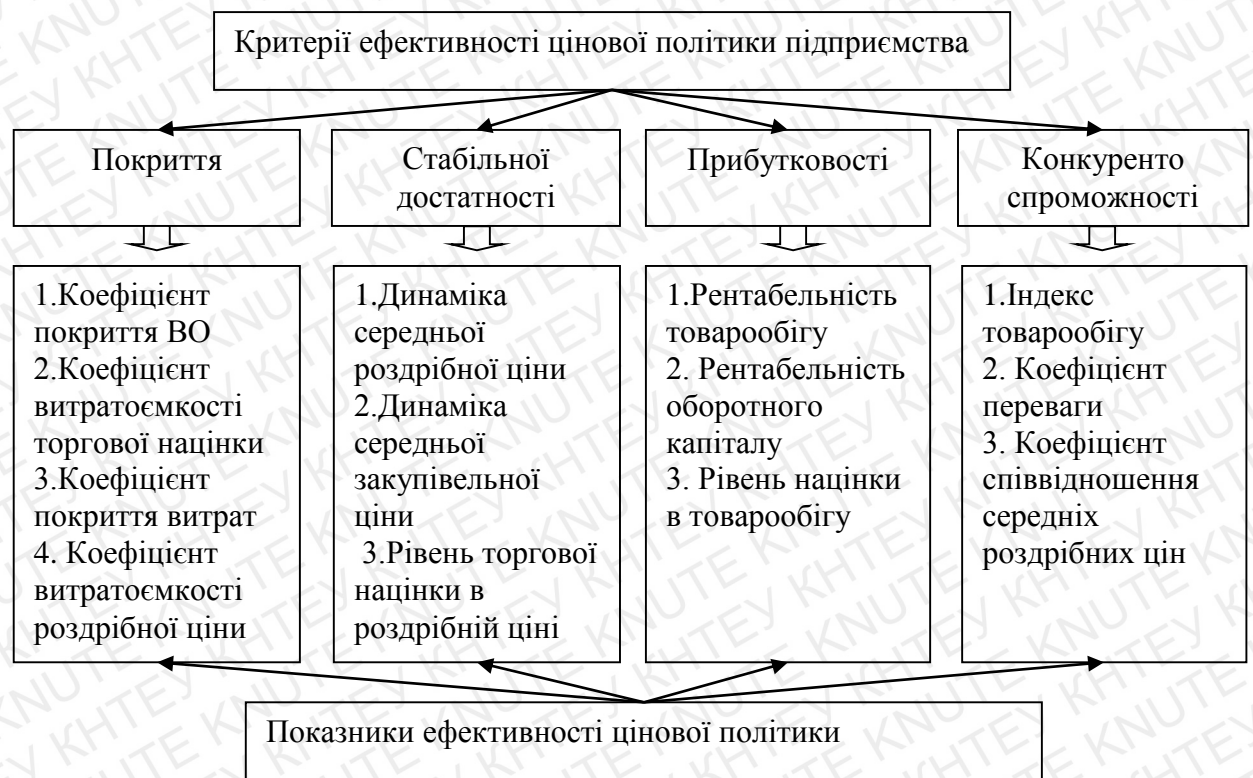 Критерії ефективності цінової політики підприємства
Покриття
Стабільної
достатності
Прибутковості
Конкуренто
спроможності
1.Коефіцієнт
покриття ВО
2.Коефіцієнт
витратоємкості
торгової націнки
3.Коефіцієнт
покриття витрат
4. Коефіцієнт
витратоємкості
роздрібної ціни
1.Динаміка
середньої
роздрібної ціни
2.Динаміка
середньої
закупівельної
ціни
3.Рівень торгової
націнки в
роздрібній ціні
1.Рентабельність
товарообігу
2. Рентабельність
оборотного
капіталу
3. Рівень націнки
в товарообігу
1.Індекс
товарообігу
2. Коефіцієнт
переваги
3. Коефіцієнт
співвідношення
середніх
роздрібних цін
Показники ефективності цінової політики